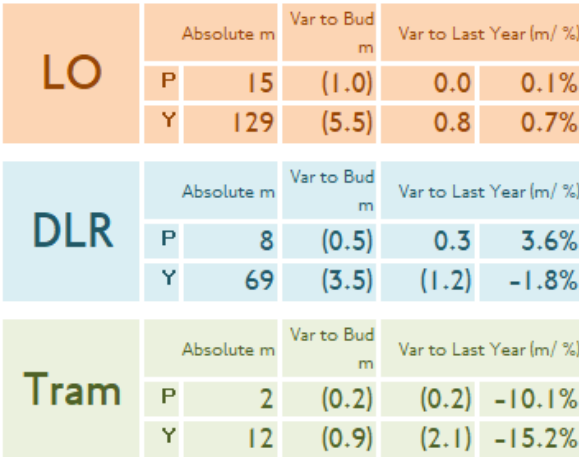 LO
Absolute m Var to Bud m Var to Last Year (m/ %)
P 15 (1.0) 0.0 0.1%
Y 129 (5.5) 0.8 0.7%
DLR
Absolute m Var to Bud m Var to Last Year (m/ %)
P 8 (0.5) 0.3 3.6%
Y 69 (3.5) (1.2) -1.8%
Tram
Absolute m Var to Bud m Var to Last Year (m/ %)
P 2 (0.2) (0.2) -10.1%
Y 12 (0.9) (2.1) -15.2%